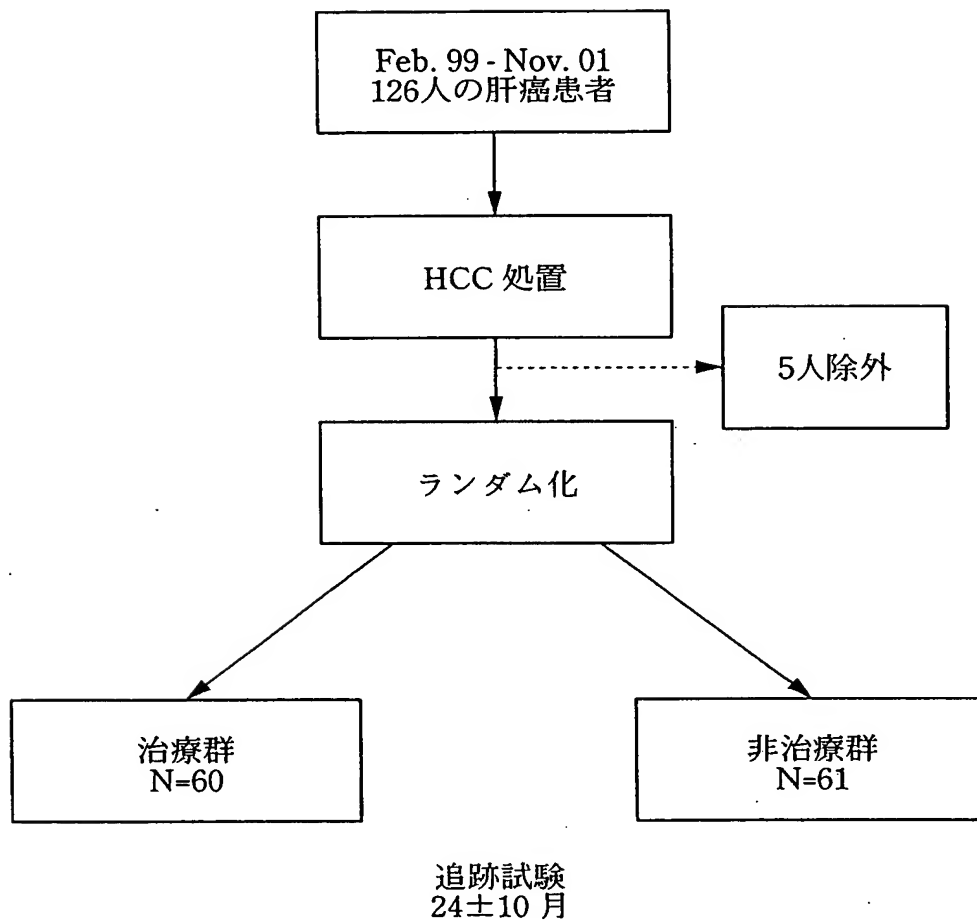 Feb. 99 - Nov. 01
126人の肝癌患者
HCC 処置
5人除外
ランダム化
治療群
N=60
非治療群
N=61
追跡試験
24±10 月